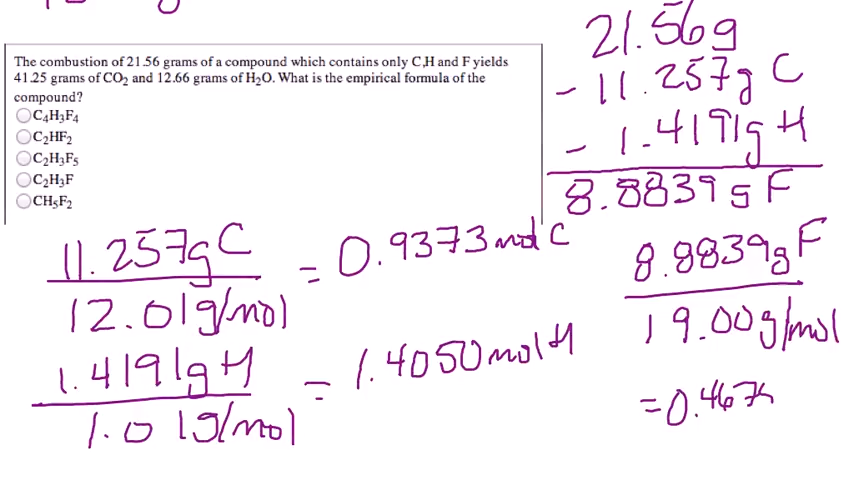 The combustion of 21.56 grams of a compound which contains only C,H and F yields
41.25 grams of CO2 and 12.66 grams of H2O. What is the empirical formula of the
compound?
C4H3F4
C2HF2
C2H3F5
C2H3F
CH5F2
21.56g
- 11.257g C
- 1.4191g H
8.8839 g F
11.257g C
12.01g/mol
= 0.9373 mol C
8.8839g F
19.00g/mol
1.4191g H
1.01g/mol
= 1.4050 mol H
= 0.4675